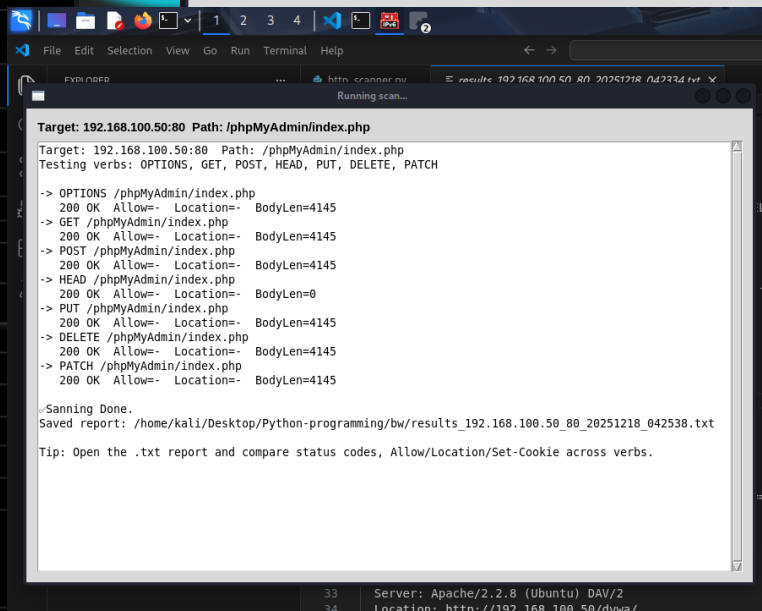 1 2 3 4
2
File Edit Selection View Go Run Terminal Help
EXPLORER ... http_scanner.py results_192.168.100.50_80_20251218_042334.txt
Running scan...
Target: 192.168.100.50:80 Path: /phpMyAdmin/index.php
Target: 192.168.100.50:80 Path: /phpMyAdmin/index.php
Testing verbs: OPTIONS, GET, POST, HEAD, PUT, DELETE, PATCH
-> OPTIONS /phpMyAdmin/index.php
200 OK Allow=- Location=- BodyLen=4145
-> GET /phpMyAdmin/index.php
200 OK Allow=- Location=- BodyLen=4145
-> POST /phpMyAdmin/index.php
200 OK Allow=- Location=- BodyLen=4145
-> HEAD /phpMyAdmin/index.php
200 OK Allow=- Location=- BodyLen=0
-> PUT /phpMyAdmin/index.php
200 OK Allow=- Location=- BodyLen=4145
-> DELETE /phpMyAdmin/index.php
200 OK Allow=- Location=- BodyLen=4145
-> PATCH /phpMyAdmin/index.php
200 OK Allow=- Location=- BodyLen=4145
✅Sanning Done.
Saved report: /home/kali/Desktop/Python-programming/bw/results_192.168.100.50_80_20251218_042538.txt
Tip: Open the .txt report and compare status codes, Allow/Location/Set-Cookie across verbs.
33 Server: Apache/2.2.8 (Ubuntu) DAV/2
34 Location: http://192.168.100.50/dvwa/